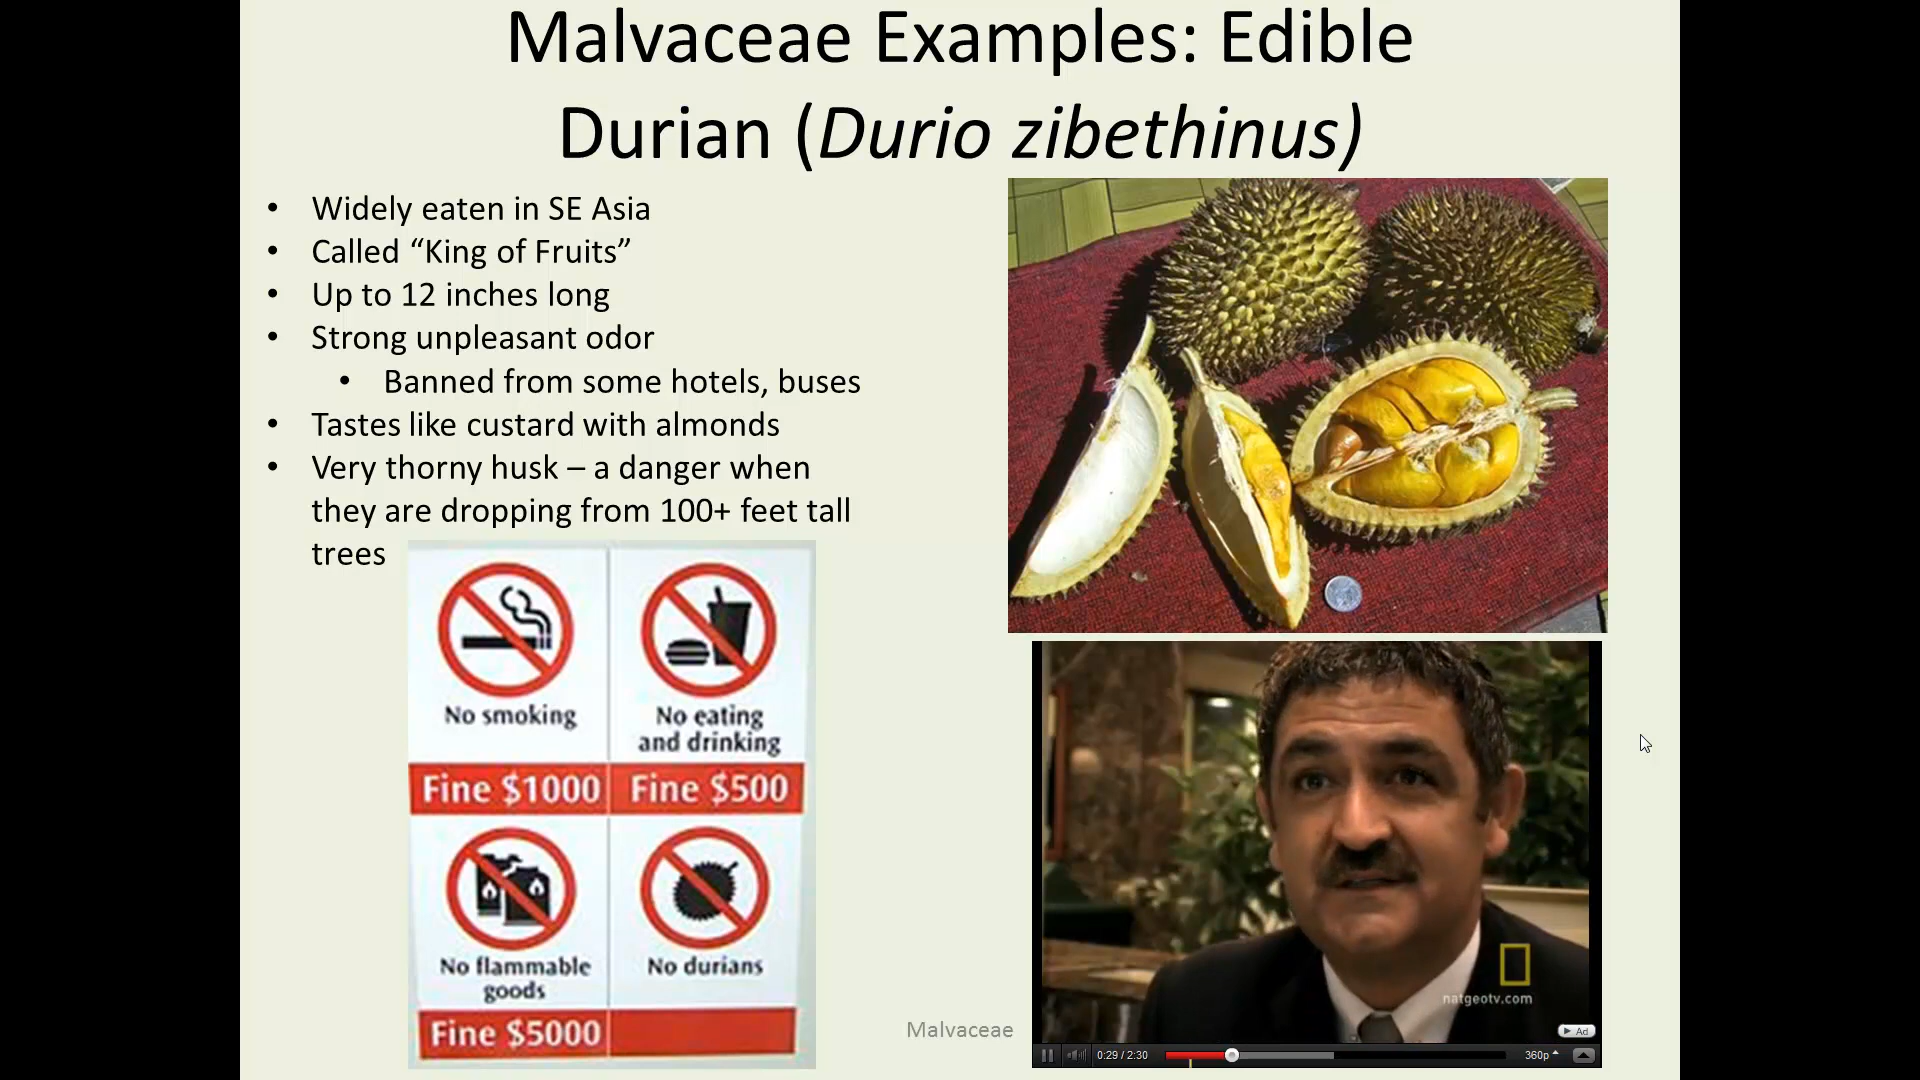 Malvaceae Examples: Edible
Durian (Durio zibethinus)
• Widely eaten in SE Asia
• Called “King of Fruits”
• Up to 12 inches long
• Strong unpleasant odor
• Banned from some hotels, buses
• Tastes like custard with almonds
• Very thorny husk – a danger when
they are dropping from 100+ feet tall
trees
No smoking
No eating
and drinking
Fine $1000
Fine $500
No flammable
goods
No durians
Fine $5000
Malvaceae
natgeotv.com
Ad
0:29 / 2:30
360p